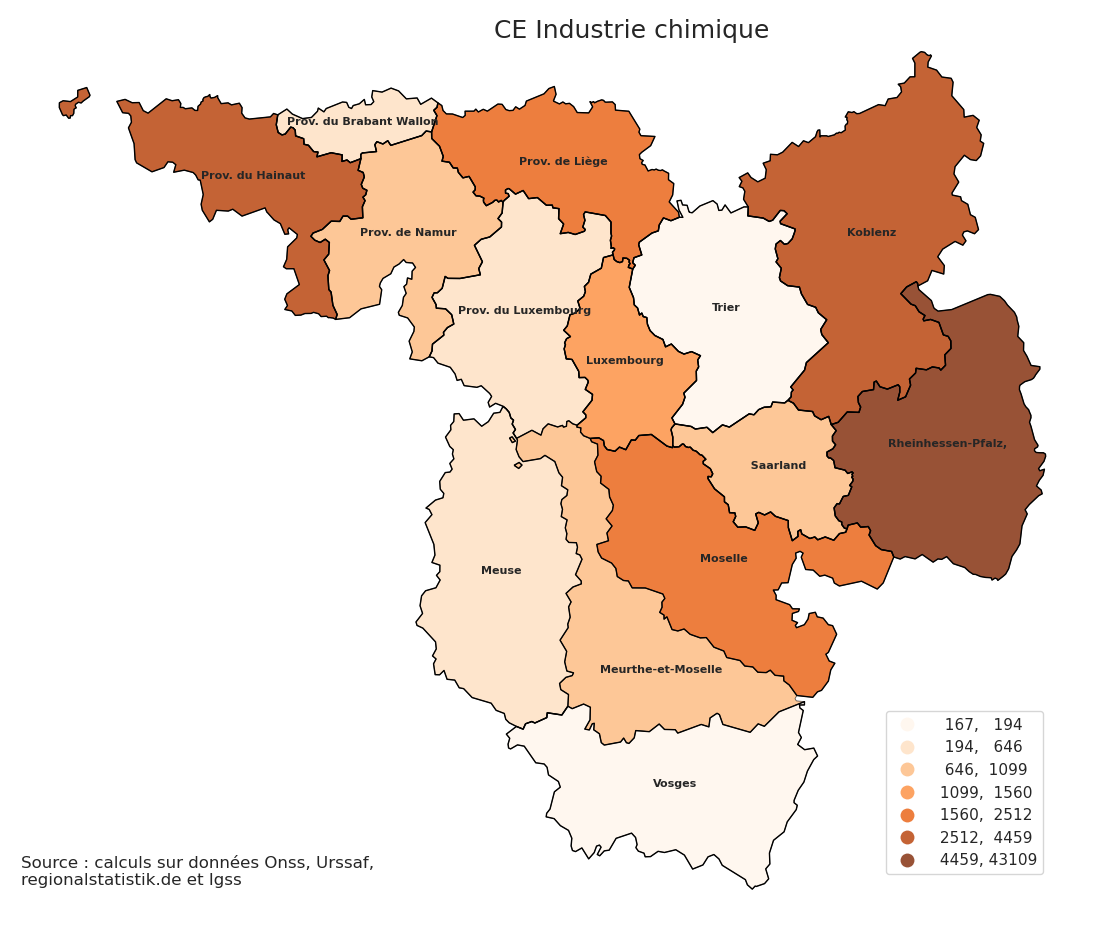 CE Industrie chimique
Prov. du Brabant Wallon
Prov. de Liège
Prov. du Hainaut
Prov. de Namur
Koblenz
Trier
Prov. du Luxembourg
Luxembourg
Rheinhessen-Pfalz,
Saarland
Moselle
Meuse
Meurthe-et-Moselle
Vosges
167, 194
194, 646
646, 1099
1099, 1560
1560, 2512
2512, 4459
4459, 43109
Source : calculs sur données Onss, Urssaf,
regionalstatistik.de et Igss